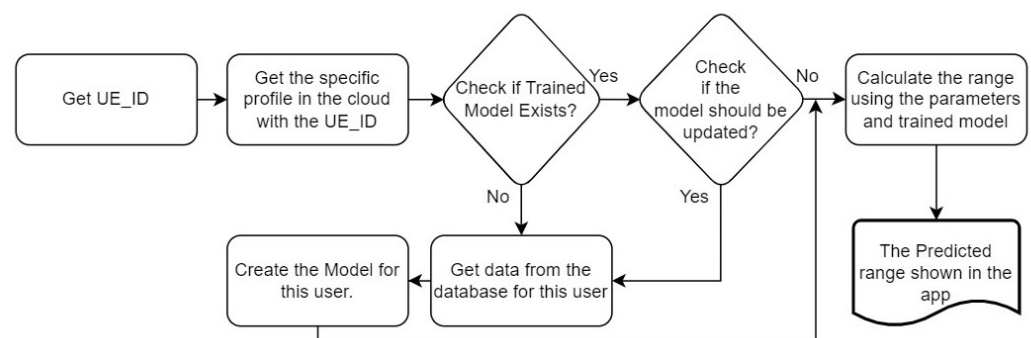 Get UE_ID
Get the specific
profile in the cloud
with the UE_ID
Check if Trained
Model Exists?
Yes
Check
if the
model should be
updated?
No
Calculate the range
using the parameters
and trained model
No
Yes
Create the Model for
this user.
Get data from the
database for this user
The Predicted
range shown in the
app